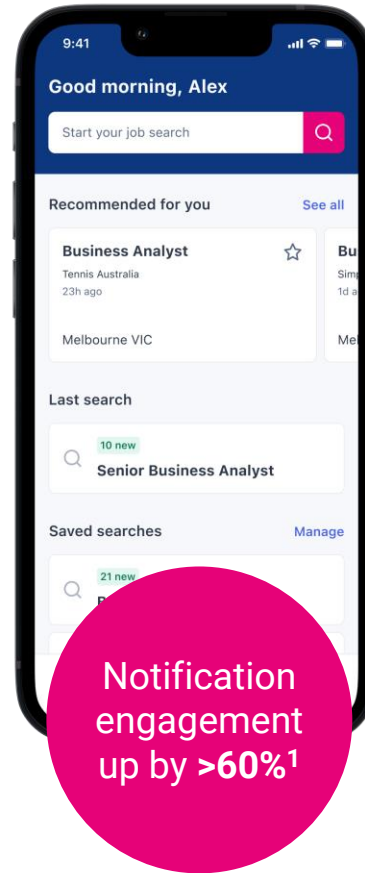 9:41
Good morning, Alex
Start your job search
Recommended for you See all
Business Analyst
Tennis Australia
23h ago
Melbourne VIC
Last search
10 new
Senior Business Analyst
Saved searches Manage
21 new
Notification
engagement
up by >60%¹